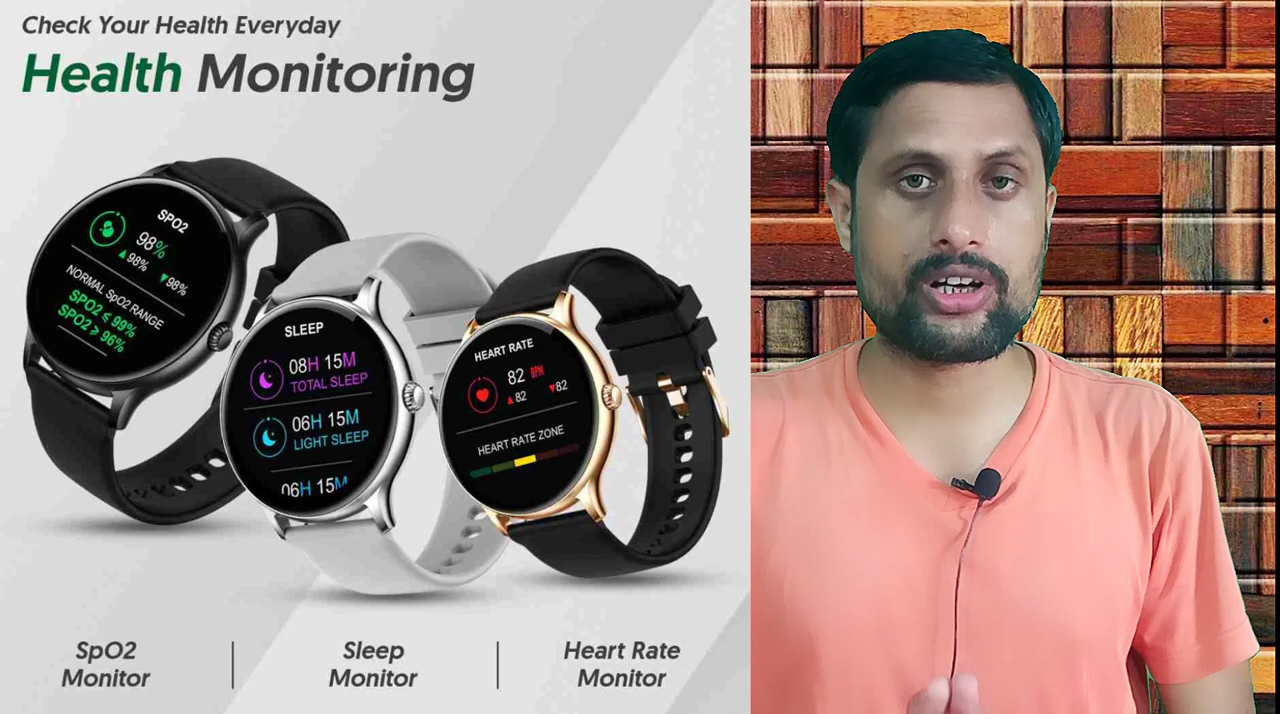 Check Your Health Everyday
Health Monitoring
SPO2
98%
▲98% ▼98%
NORMAL SpO2 RANGE
SPO2 ≤ 99%
SPO2 ≥ 96%
SLEEP
08H 15M
TOTAL SLEEP
06H 15M
LIGHT SLEEP
06H 15M
HEART RATE
82 BPM
▲82 ▼82
HEART RATE ZONE
SpO2
Monitor
Sleep
Monitor
Heart Rate
Monitor